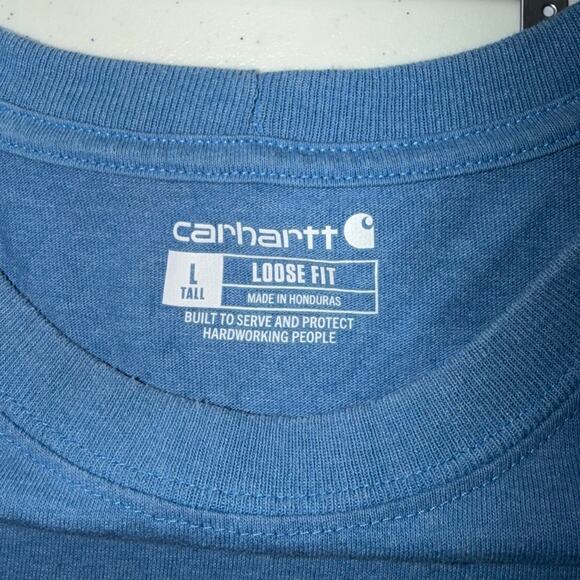 carhartt
L
TALL
LOOSE FIT
MADE IN HONDURAS
BUILT TO SERVE AND PROTECT
HARDWORKING PEOPLE